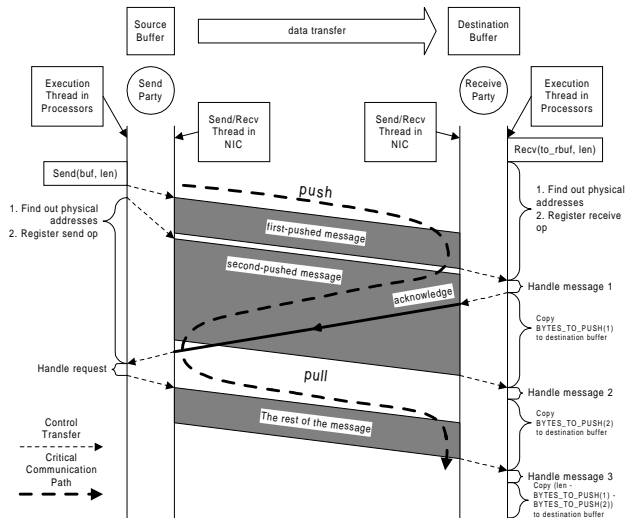 Source
Buffer
data transfer
Destination
Buffer
Execution
Thread in
Processors
Send
Party
Receive
Party
Execution
Thread in
Processors
Send/Recv
Thread in
NIC
Send/Recv
Thread in
NIC
Recv(to_rbuf, len)
Send(buf, len)
push
1. Find out physical
addresses
2. Register send op
1. Find out physical
addresses
2. Register receive
op
first-pushed message
second-pushed message
Handle message 1
acknowledge
Copy
BYTES_TO_PUSH(1)
to destination buffer
Handle request
pull
Handle message 2
The rest of the message
Copy
BYTES_TO_PUSH(2)
to destination buffer
Control
Transfer
Critical
Communication
Path
Handle message 3
Copy (len -
BYTES_TO_PUSH(1) -
BYTES_TO_PUSH(2))
to destination buffer